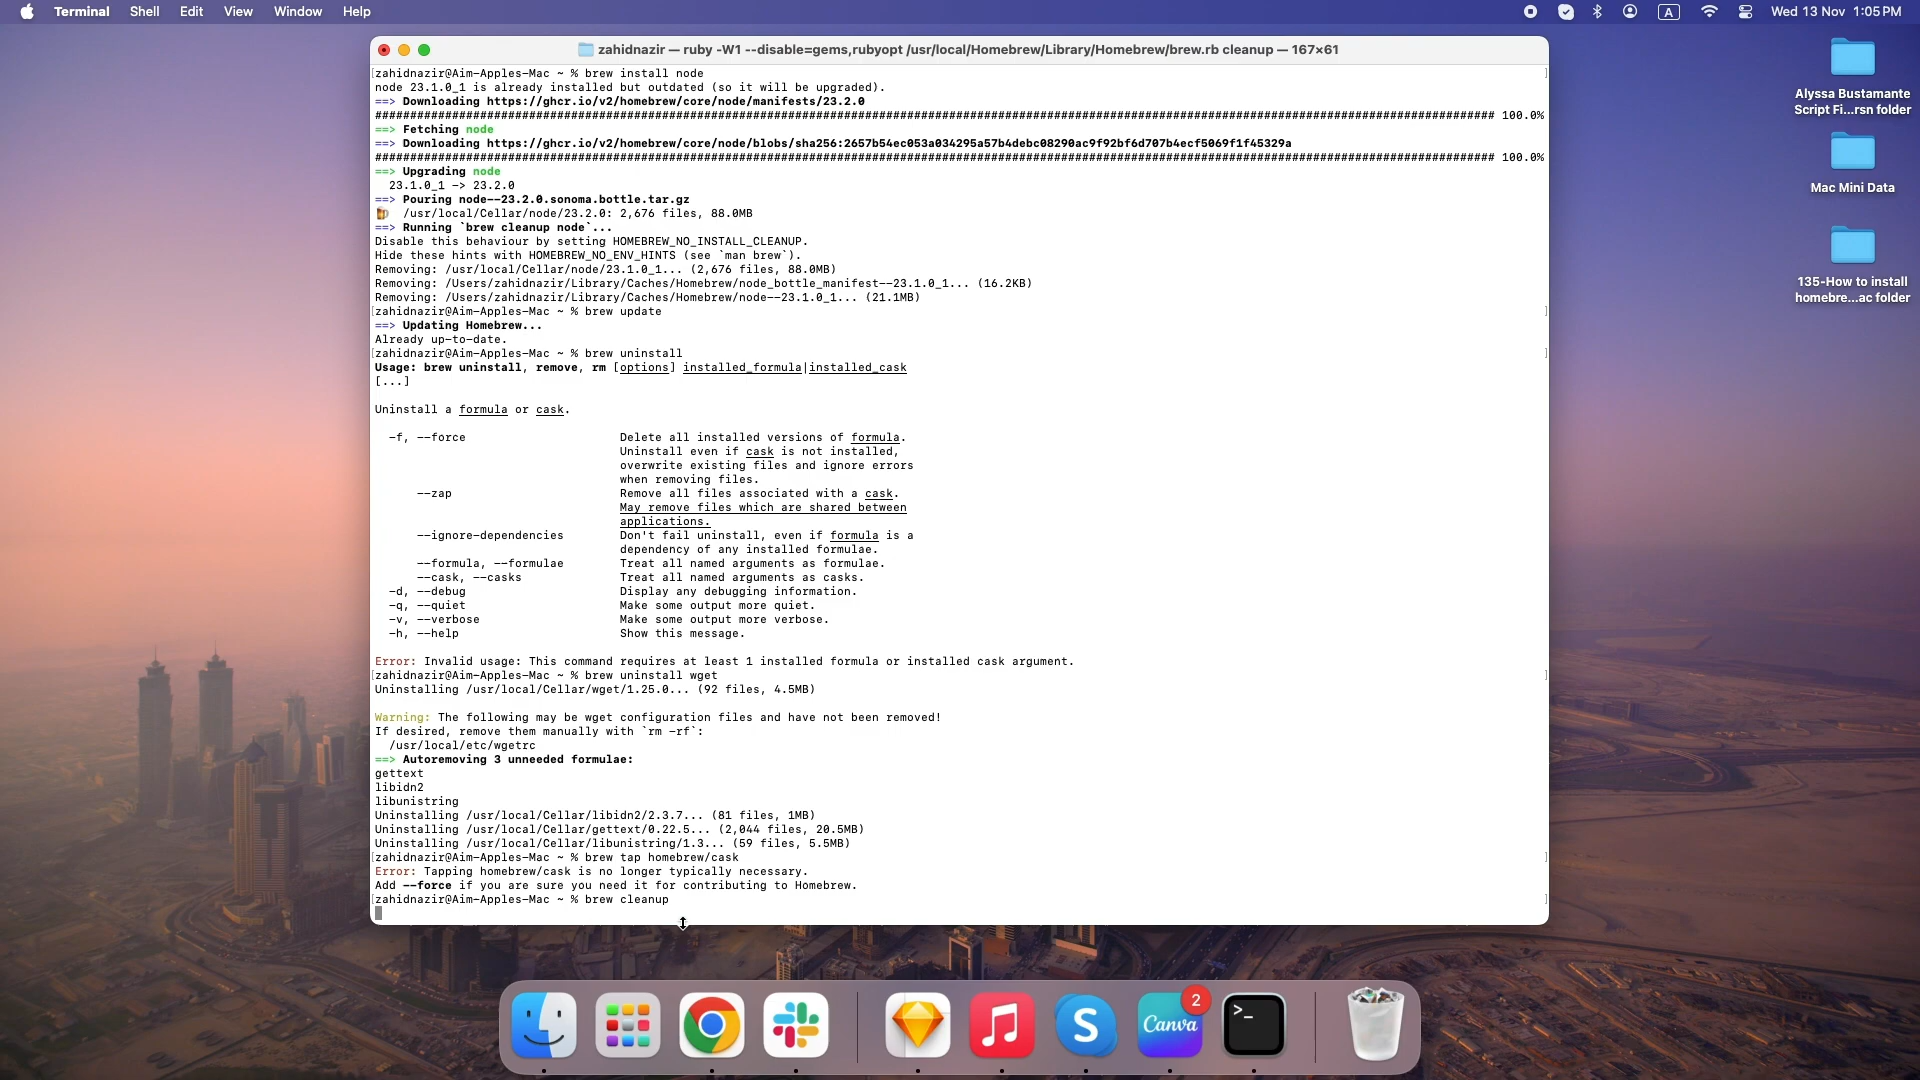 Terminal Shell Edit View Window Help
A Wed 13 Nov 1:05 PM
zahidnazir — ruby -W1 --disable=gems,rubyopt /usr/local/Homebrew/Library/Homebrew/brew.rb cleanup — 167×61
[zahidnazir@Aim-Apples-Mac ~ % brew install node ]
node 23.1.0_1 is already installed but outdated (so it will be upgraded).
==> Downloading https://ghcr.io/v2/homebrew/core/node/manifests/23.2.0
################################################################################ 100.0%
==> Fetching node
==> Downloading https://ghcr.io/v2/homebrew/core/node/blobs/sha256:2657b54ec053a034295a57b4debc08290ac9f92bf6d707b4ecf5069f1f45329a
################################################################################ 100.0%
==> Upgrading node
23.1.0_1 -> 23.2.0
==> Pouring node--23.2.0.sonoma.bottle.tar.gz
🍺 /usr/local/Cellar/node/23.2.0: 2,676 files, 88.0MB
==> Running `brew cleanup node`...
Disable this behaviour by setting HOMEBREW_NO_INSTALL_CLEANUP.
Hide these hints with HOMEBREW_NO_ENV_HINTS (see `man brew`).
Removing: /usr/local/Cellar/node/23.1.0_1... (2,676 files, 88.0MB)
Removing: /Users/zahidnazir/Library/Caches/Homebrew/node_bottle_manifest--23.1.0_1... (16.2KB)
Removing: /Users/zahidnazir/Library/Caches/Homebrew/node--23.1.0_1... (21.1MB)
[zahidnazir@Aim-Apples-Mac ~ % brew update ]
==> Updating Homebrew...
Already up-to-date.
[zahidnazir@Aim-Apples-Mac ~ % brew uninstall ]
Usage: brew uninstall, remove, rm [options] installed_formula|installed_cask
[...]
Uninstall a formula or cask.
-f, --force Delete all installed versions of formula.
Uninstall even if cask is not installed,
overwrite existing files and ignore errors
when removing files.
--zap Remove all files associated with a cask.
May remove files which are shared between
applications.
--ignore-dependencies Don't fail uninstall, even if formula is a
dependency of any installed formulae.
--formula, --formulae Treat all named arguments as formulae.
--cask, --casks Treat all named arguments as casks.
-d, --debug Display any debugging information.
-q, --quiet Make some output more quiet.
-v, --verbose Make some output more verbose.
-h, --help Show this message.
Error: Invalid usage: This command requires at least 1 installed formula or installed cask argument.
[zahidnazir@Aim-Apples-Mac ~ % brew uninstall wget ]
Uninstalling /usr/local/Cellar/wget/1.25.0... (92 files, 4.5MB)
Warning: The following may be wget configuration files and have not been removed!
If desired, remove them manually with `rm -rf`:
/usr/local/etc/wgetrc
==> Autoremoving 3 unneeded formulae:
gettext
libidn2
libunistring
Uninstalling /usr/local/Cellar/libidn2/2.3.7... (81 files, 1MB)
Uninstalling /usr/local/Cellar/gettext/0.22.5... (2,044 files, 20.5MB)
Uninstalling /usr/local/Cellar/libunistring/1.3... (59 files, 5.5MB)
[zahidnazir@Aim-Apples-Mac ~ % brew tap homebrew/cask ]
Error: Tapping homebrew/cask is no longer typically necessary.
Add --force if you are sure you need it for contributing to Homebrew.
[zahidnazir@Aim-Apples-Mac ~ % brew cleanup ]
Alyssa Bustamante
Script Fi...rsn folder
Mac Mini Data
135-How to install
homebre...ac folder
S
Canva
2
>_